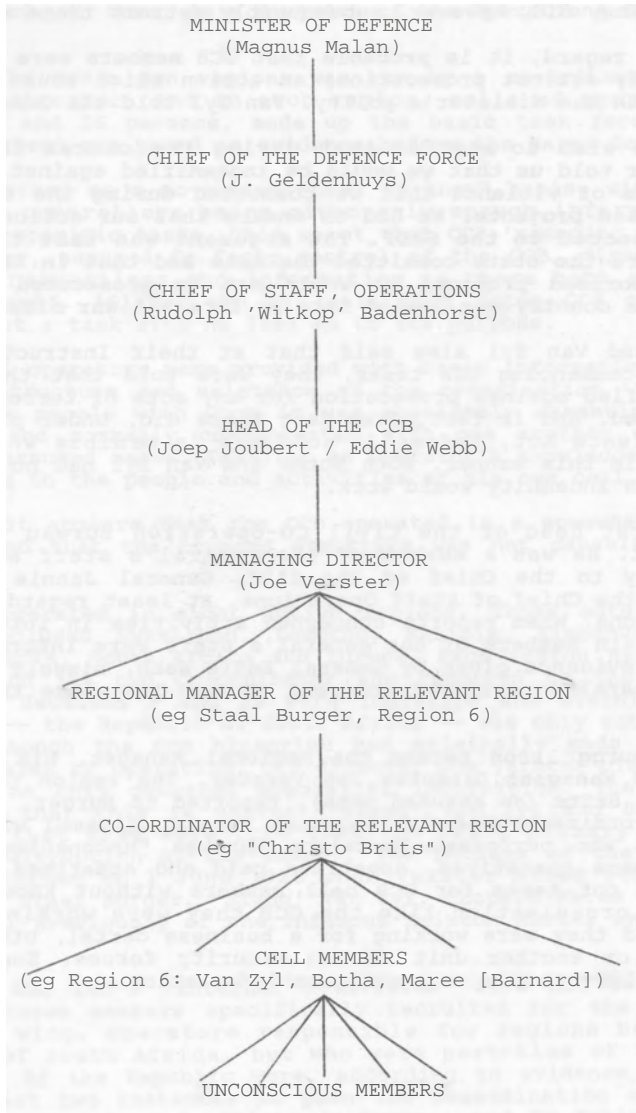 MINISTER OF DEFENCE
(Magnus Malan)
CHIEF OF THE DEFENCE FORCE
(J. Geldenhuys)
CHIEF OF STAFF, OPERATIONS
(Rudolph 'Witkop' Badenhorst)
HEAD OF THE CCB
(Joep Joubert / Eddie Webb)
MANAGING DIRECTOR
(Joe Verster)
REGIONAL MANAGER OF THE RELEVANT REGION
(eg Staal Burger, Region 6)
CO-ORDINATOR OF THE RELEVANT REGION
(eg "Christo Brits")
CELL MEMBERS
(eg Region 6: Van Zyl, Botha, Maree [Barnard])
UNCONSCIOUS MEMBERS